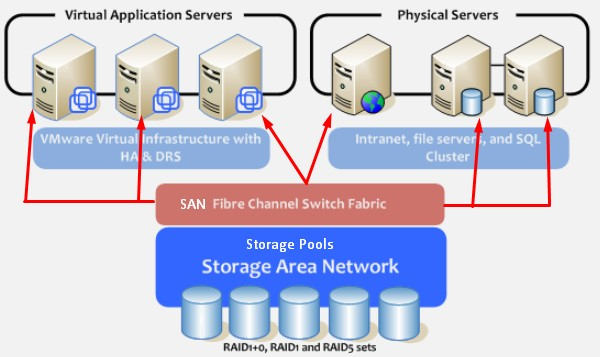 Virtual Application Servers
Physical Servers
VMware Virtual Infrastructure with
HA & DRS
Intranet, file servers, and SQL
Cluster
SAN Fibre Channel Switch Fabric
Storage Pools
Storage Area Network
RAID1+0, RAID1 and RAID5 sets